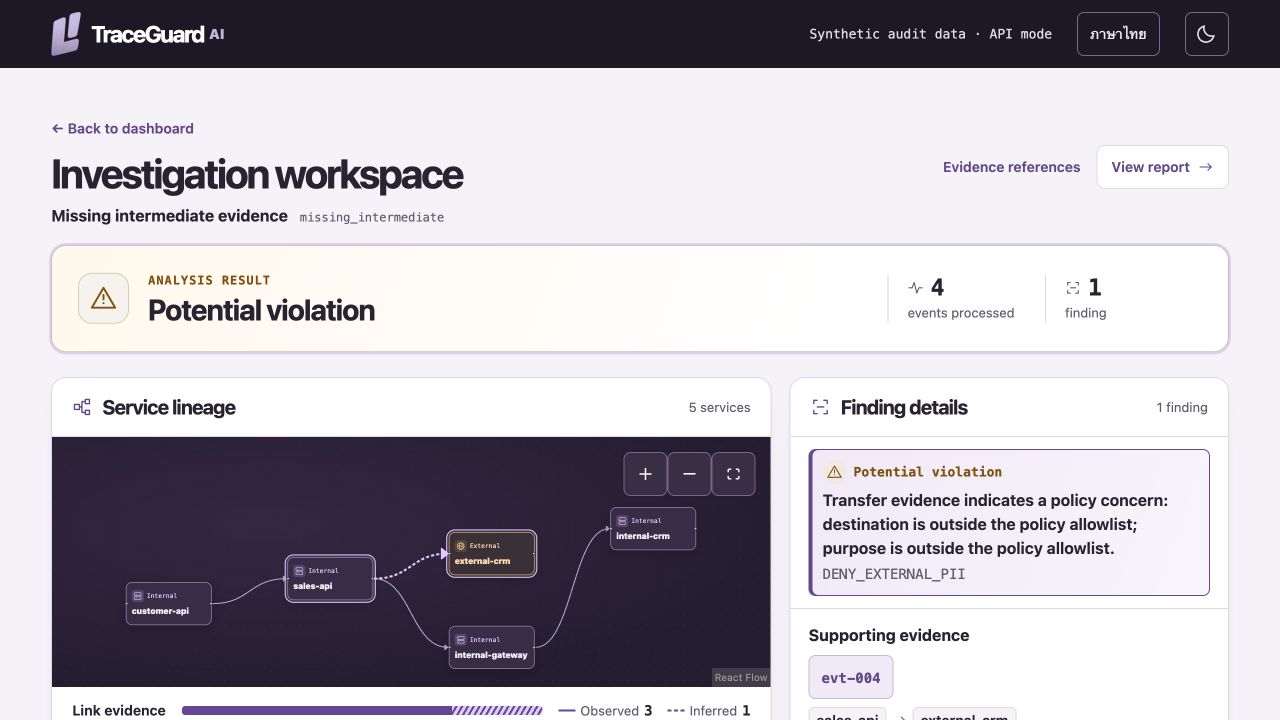 TraceGuard AI
Synthetic audit data · API mode
ภาษาไทย
← Back to dashboard
Investigation workspace
Evidence references
View report →
Missing intermediate evidence missing_intermediate
ANALYSIS RESULT
Potential violation
4
events processed
1
finding
Service lineage
5 services
Internal
customer-api
Internal
sales-api
External
external-crm
Internal
internal-gateway
Internal
internal-crm
React Flow
Link evidence
Observed 3
Inferred 1
Finding details
1 finding
Potential violation
Transfer evidence indicates a policy concern:
destination is outside the policy allowlist;
purpose is outside the policy allowlist.
DENY_EXTERNAL_PII
Supporting evidence
evt-004
sales-api → external-crm